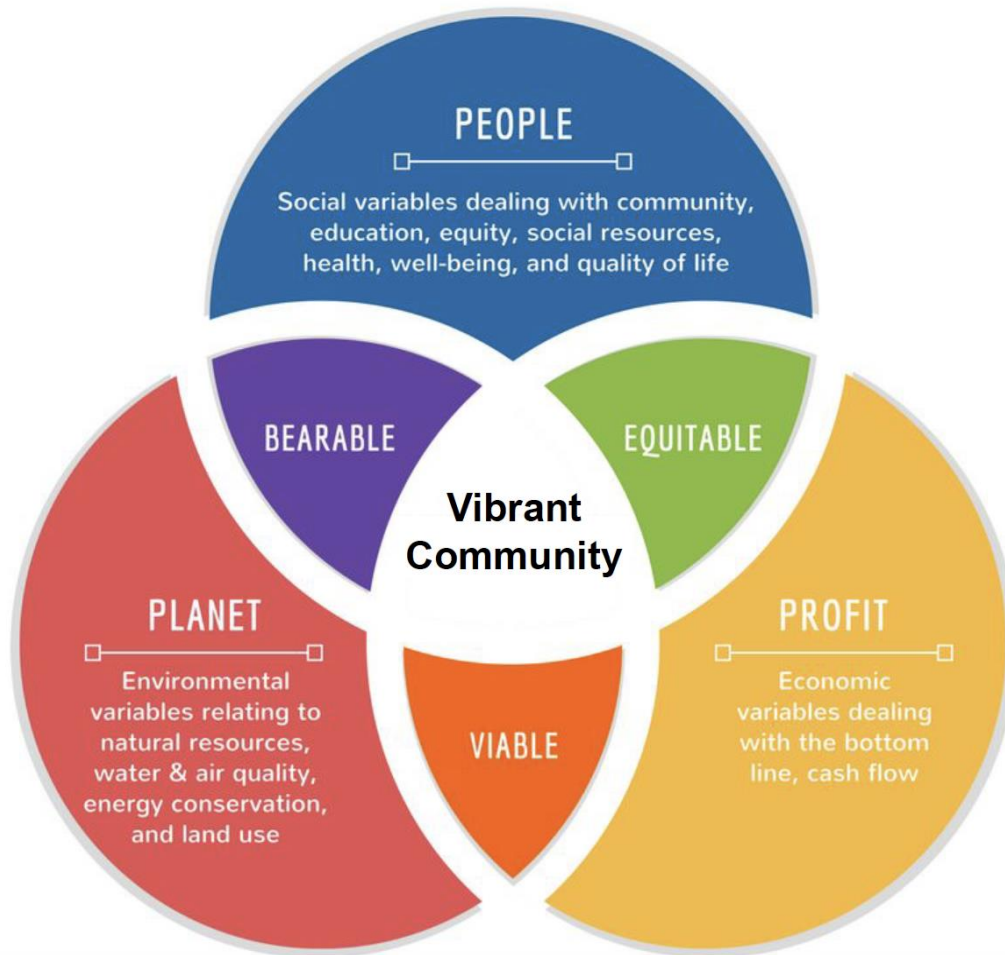 PEOPLE
Social variables dealing with community,
education, equity, social resources,
health, well-being, and quality of life
BEARABLE
EQUITABLE
Vibrant
Community
PLANET
Environmental
variables relating to
natural resources,
water & air quality,
energy conservation,
and land use
PROFIT
Economic
variables dealing
with the bottom
line, cash flow
VIABLE